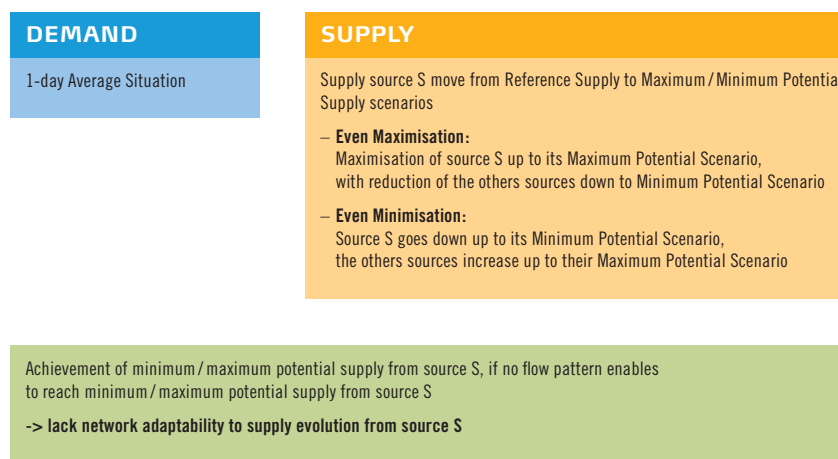 DEMAND
1-day Average Situation
SUPPLY
Supply source S move from Reference Supply to Maximum / Minimum Potentia
Supply scenarios
– Even Maximisation:
Maximisation of source S up to its Maximum Potential Scenario,
with reduction of the others sources down to Minimum Potential Scenario
– Even Minimisation:
Source S goes down up to its Minimum Potential Scenario,
the others sources increase up to their Maximum Potential Scenario
Achievement of minimum / maximum potential supply from source S, if no flow pattern enables
to reach minimum / maximum potential supply from source S
-> lack network adaptability to supply evolution from source S